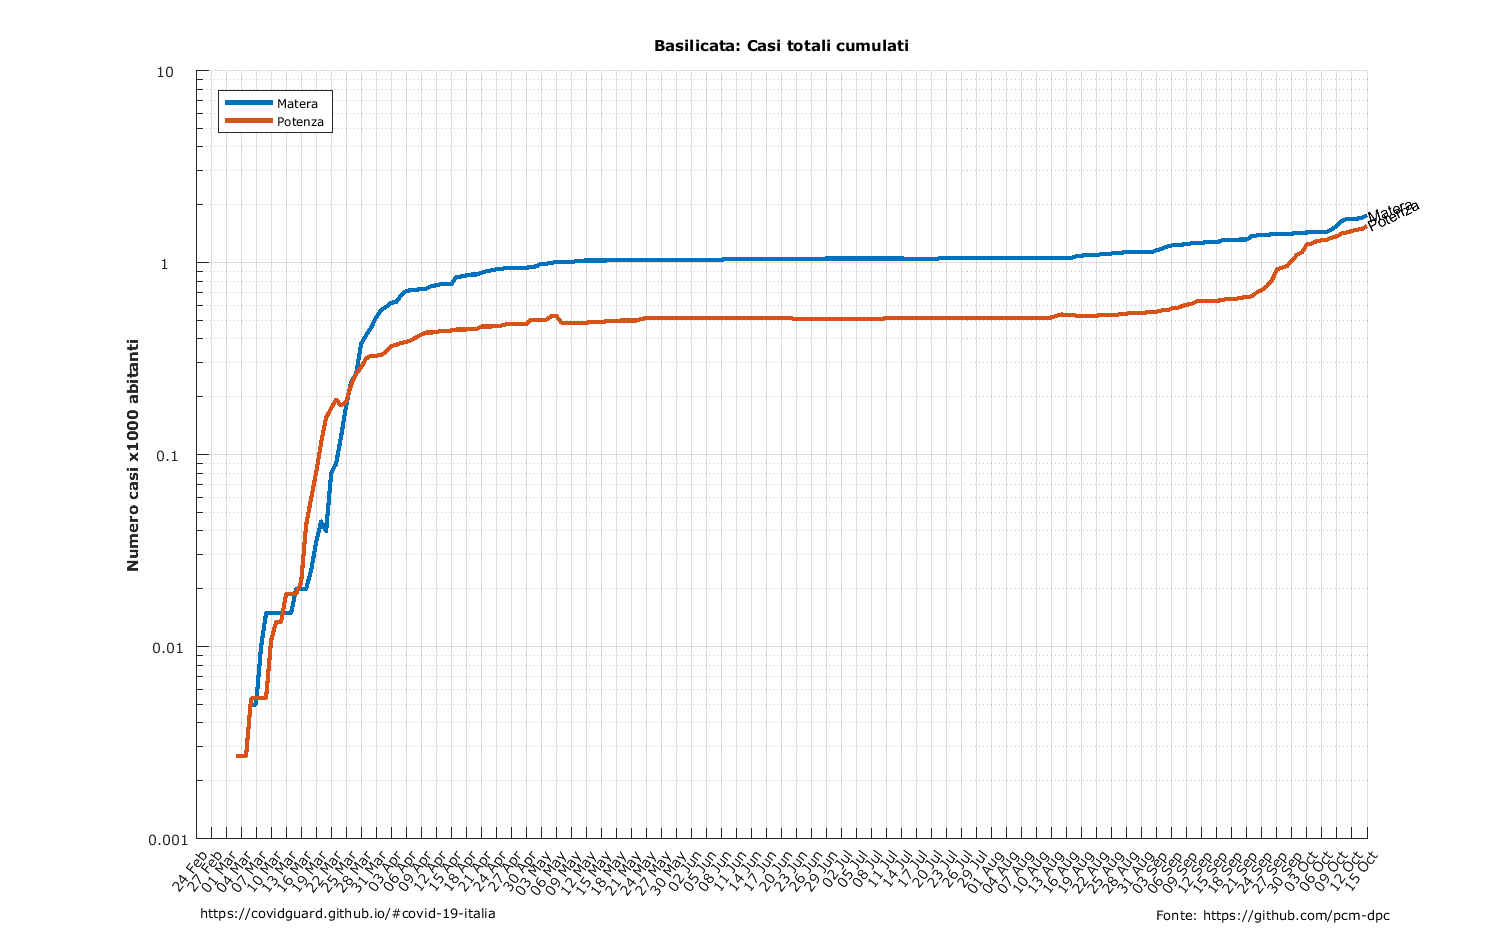 Basilicata: Casi totali cumulati
10
1
0.1
0.01
0.001
Numero casi x1000 abitanti
Matera
Potenza
Matera
Potenza
24 Feb
27 Feb
01 Mar
04 Mar
07 Mar
10 Mar
13 Mar
16 Mar
19 Mar
22 Mar
25 Mar
28 Mar
31 Mar
03 Apr
06 Apr
09 Apr
12 Apr
15 Apr
18 Apr
21 Apr
24 Apr
27 Apr
30 Apr
03 May
06 May
09 May
12 May
15 May
18 May
21 May
24 May
27 May
30 May
02 Jun
05 Jun
08 Jun
11 Jun
14 Jun
17 Jun
20 Jun
23 Jun
26 Jun
29 Jun
02 Jul
05 Jul
08 Jul
11 Jul
14 Jul
17 Jul
20 Jul
23 Jul
26 Jul
29 Jul
01 Aug
04 Aug
07 Aug
10 Aug
13 Aug
16 Aug
19 Aug
22 Aug
25 Aug
28 Aug
31 Aug
03 Sep
06 Sep
09 Sep
12 Sep
15 Sep
18 Sep
21 Sep
24 Sep
27 Sep
30 Sep
03 Oct
06 Oct
09 Oct
12 Oct
15 Oct
https://covidguard.github.io/#covid-19-italia
Fonte: https://github.com/pcm-dpc